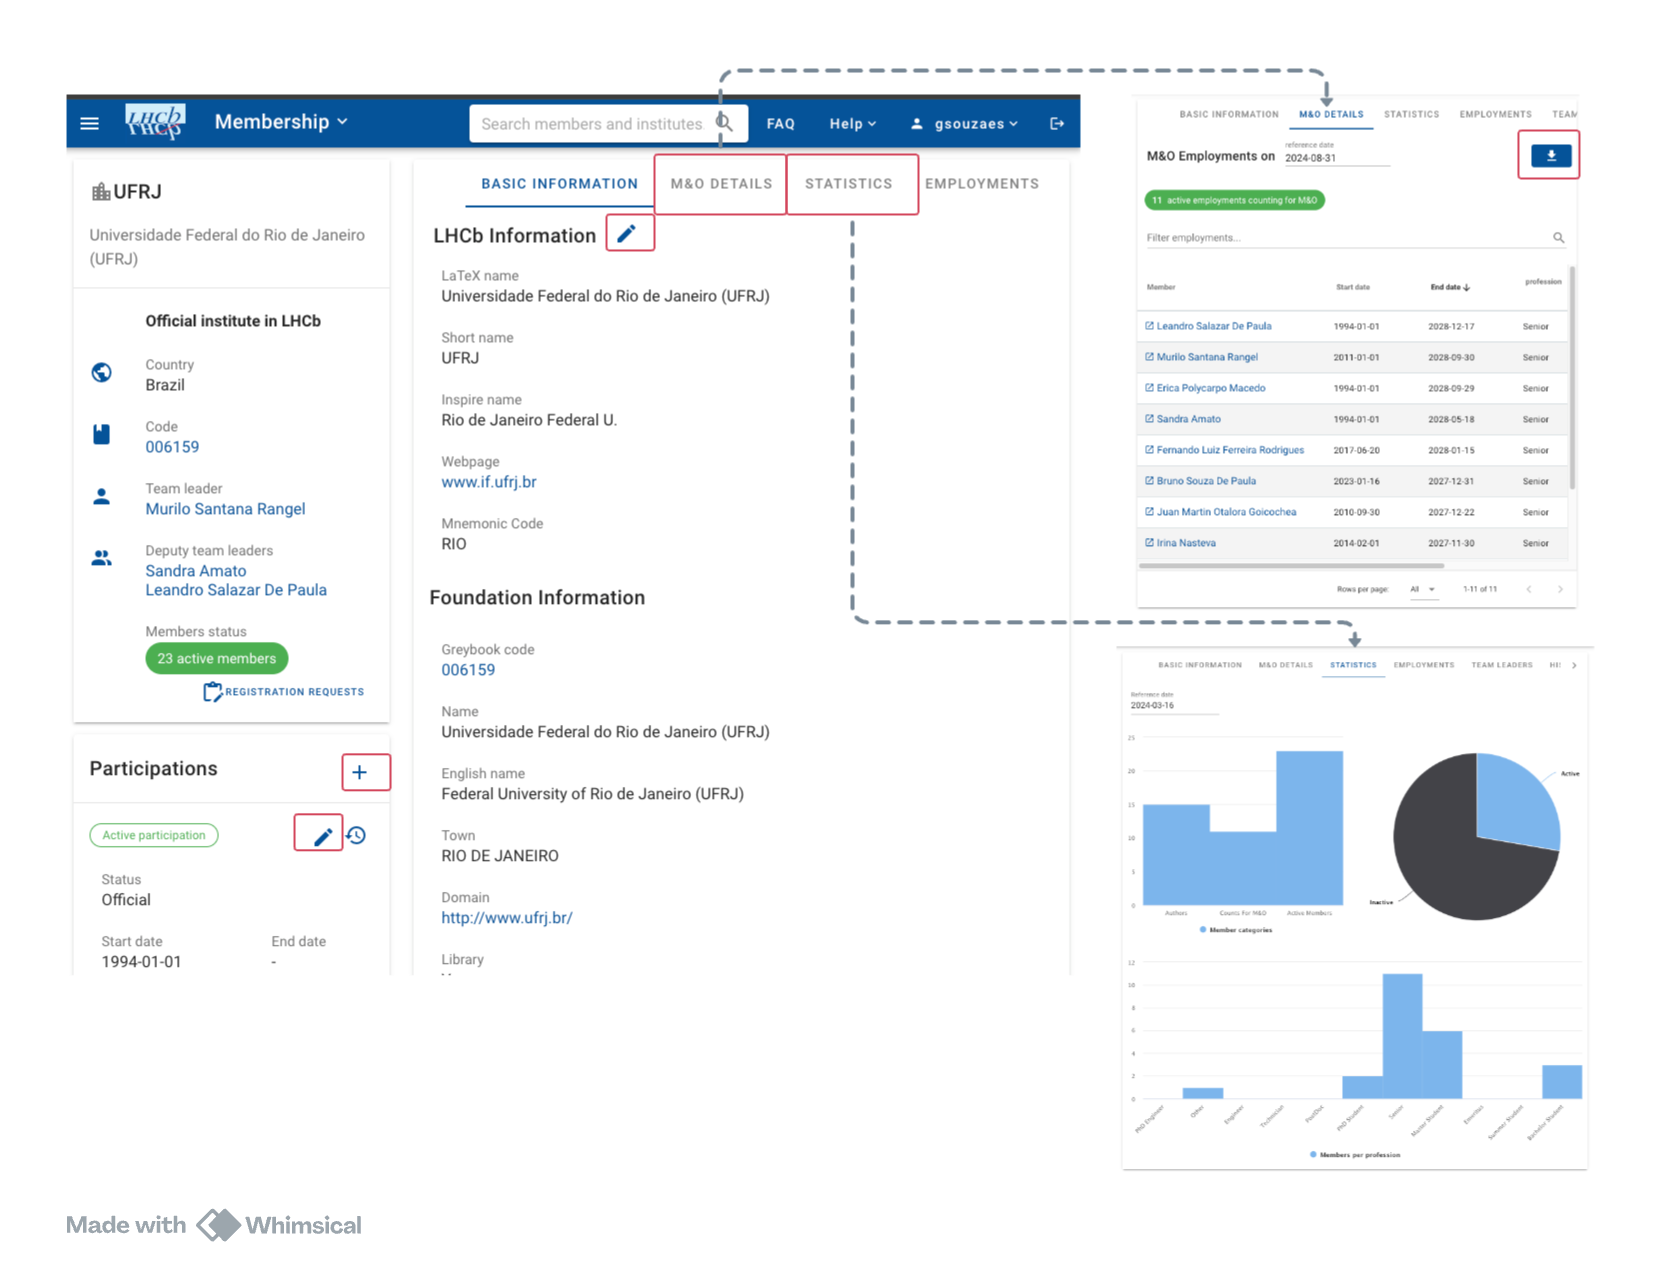 LHCb
Membership
Search members and institutes
FAQ
Help
gsouzaes
UFRJ
Universidade Federal do Rio de Janeiro
(UFRJ)
Official institute in LHCb
Country
Brazil
Code
006159
Team leader
Murilo Santana Rangel
Deputy team leaders
Sandra Amato
Leandro Salazar De Paula
Members status
23 active members
REGISTRATION REQUESTS
Participations
Active participation
Status
Official
Start date End date
1994-01-01 -
BASIC INFORMATION M&O DETAILS STATISTICS EMPLOYMENTS
LHCb Information
LaTeX name
Universidade Federal do Rio de Janeiro (UFRJ)
Short name
UFRJ
Inspire name
Rio de Janeiro Federal U.
Webpage
www.if.ufrj.br
Mnemonic Code
RIO
Foundation Information
Greybook code
006159
Name
Universidade Federal do Rio de Janeiro (UFRJ)
English name
Federal University of Rio de Janeiro (UFRJ)
Town
RIO DE JANEIRO
Domain
http://www.ufrj.br/
Library
BASIC INFORMATION M&O DETAILS STATISTICS EMPLOYMENTS TEAM
reference date
M&O Employments on 2024-08-31
11 active employments counting for M&O
Filter employments...
Member Start date End date profession
Leandro Salazar De Paula 1994-01-01 2028-12-17 Senior
Murilo Santana Rangel 2011-01-01 2028-09-30 Senior
Erica Polycarpo Macedo 1994-01-01 2028-09-29 Senior
Sandra Amato 1994-01-01 2028-05-18 Senior
Fernando Luiz Ferreira Rodrigues 2017-06-20 2028-01-15 Senior
Bruno Souza De Paula 2023-01-16 2027-12-31 Senior
Juan Martin Otalora Goicochea 2010-09-30 2027-12-22 Senior
Irina Nasteva 2014-02-01 2027-11-30 Senior
Rows per page: All 1-11 of 11
BASIC INFORMATION M&O DETAILS STATISTICS EMPLOYMENTS TEAM LEADERS HI
Reference date
2024-03-16
25
20
15
10
5
0
Authors Counts For M&O Active Members
Member categories
Active
Inactive
12
10
8
6
4
2
0
PhD Engineer Other Engineer Technician PostDoc PhD Student Senior Master Student Emeritus Summer Student Bachelor Student
Members per profession
Made with Whimsical